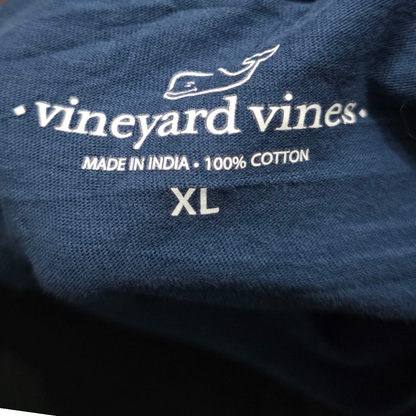 • vineyard vines •
MADE IN INDIA • 100% COTTON
XL